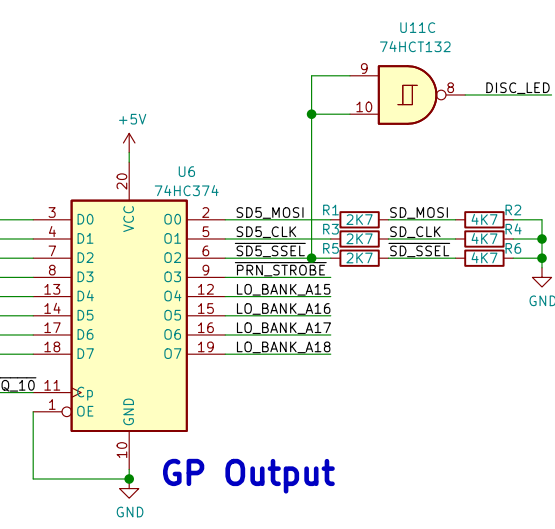 U11C
74HCT132
9
8
DISC_LED
10
+5V
20
U6
74HC374
VCC
3 D0 O0 2 SD5_MOSI R1 2K7 SD_MOSI 4K7 R2
4 D1 O1 5 SD5_CLK R3 2K7 SD_CLK 4K7 R4
7 D2 O2 6 SD5_SSEL R5 2K7 SD_SSEL 4K7 R6
8 D3 O3 9 PRN_STROBE
13 D4 O4 12 LO_BANK_A15
GND
14 D5 O5 15 LO_BANK_A16
17 D6 O6 16 LO_BANK_A17
18 D7 O7 19 LO_BANK_A18
Q_10 11 Cp
1 OE
GND
10
GP Output
GND